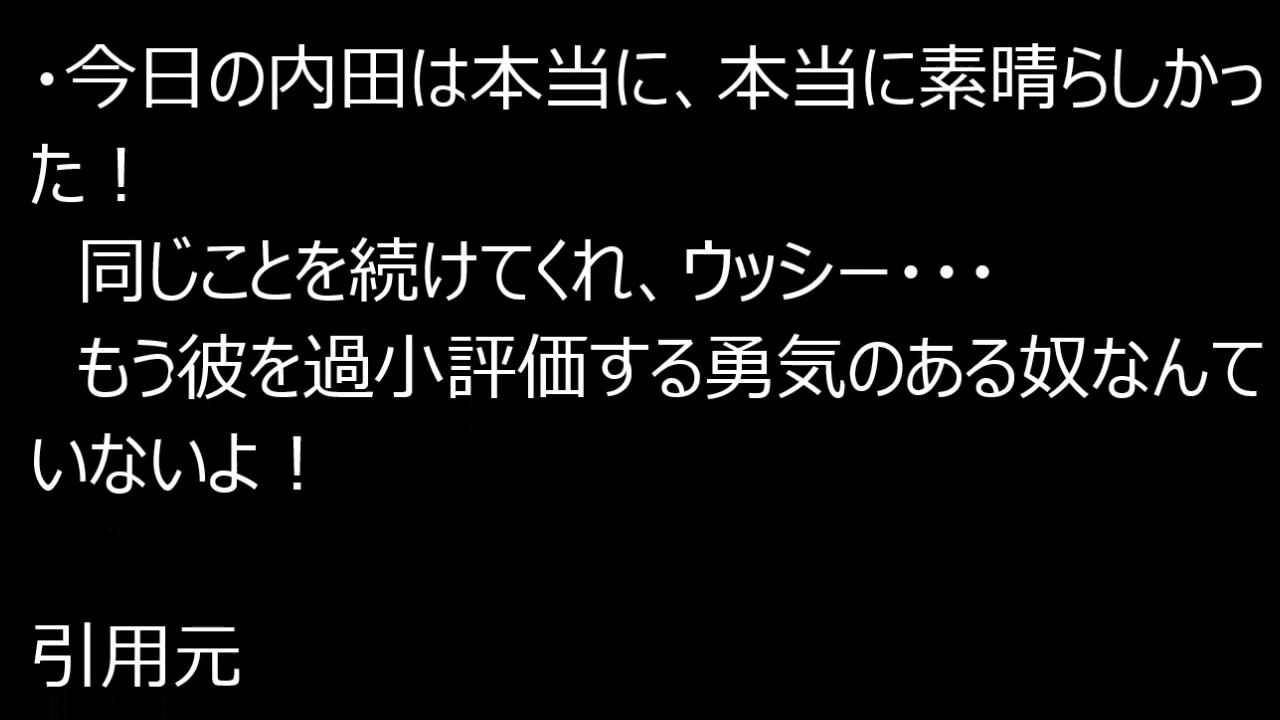 ・今日の内田は本当に、本当に素晴らしかっ
た！
同じことを続けてくれ、ウッシー・・・
もう彼を過小評価する勇気のある奴なんて
いないよ！
引用元